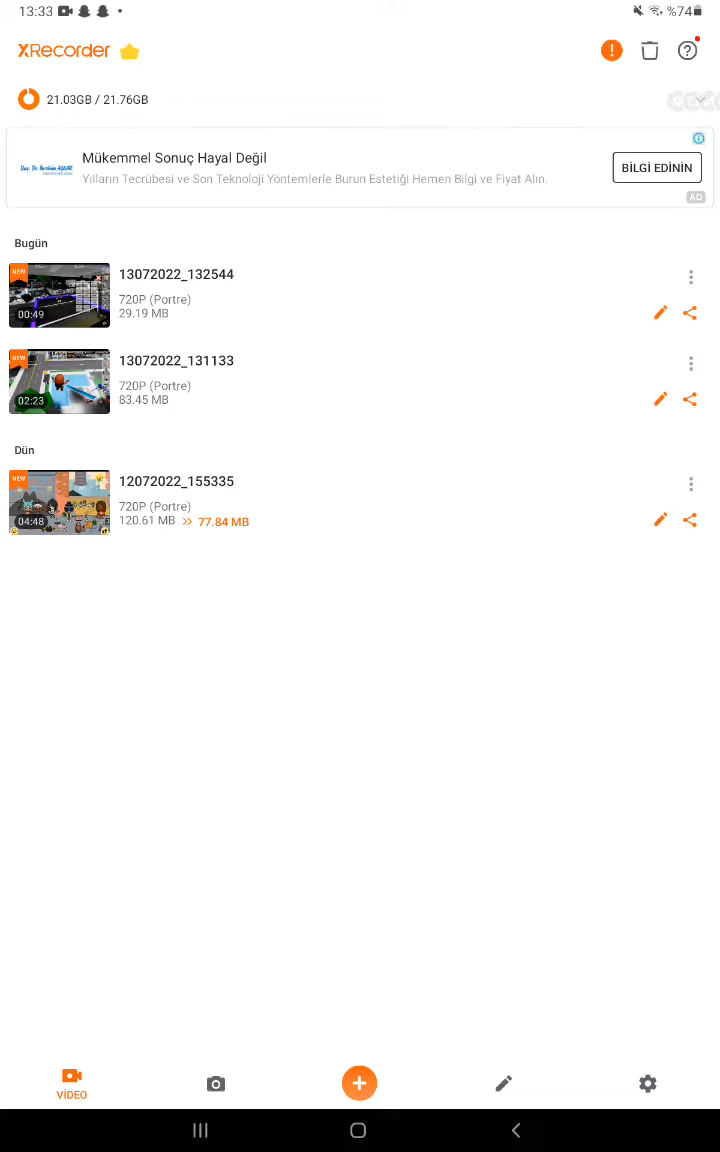 13:33
%74
XRecorder
21.03GB / 21.76GB
Mükemmel Sonuç Hayal Değil
Yılların Tecrübesi ve Son Teknoloji Yöntemlerle Burun Estetiği Hemen Bilgi ve Fiyat Alın.
BİLGİ EDİNİN
AD
Bugün
NEW
00:49
13072022_132544
720P (Portre)
29.19 MB
NEW
02:23
13072022_131133
720P (Portre)
83.45 MB
Dün
NEW
04:48
12072022_155335
720P (Portre)
120.61 MB >> 77.84 MB
VİDEO